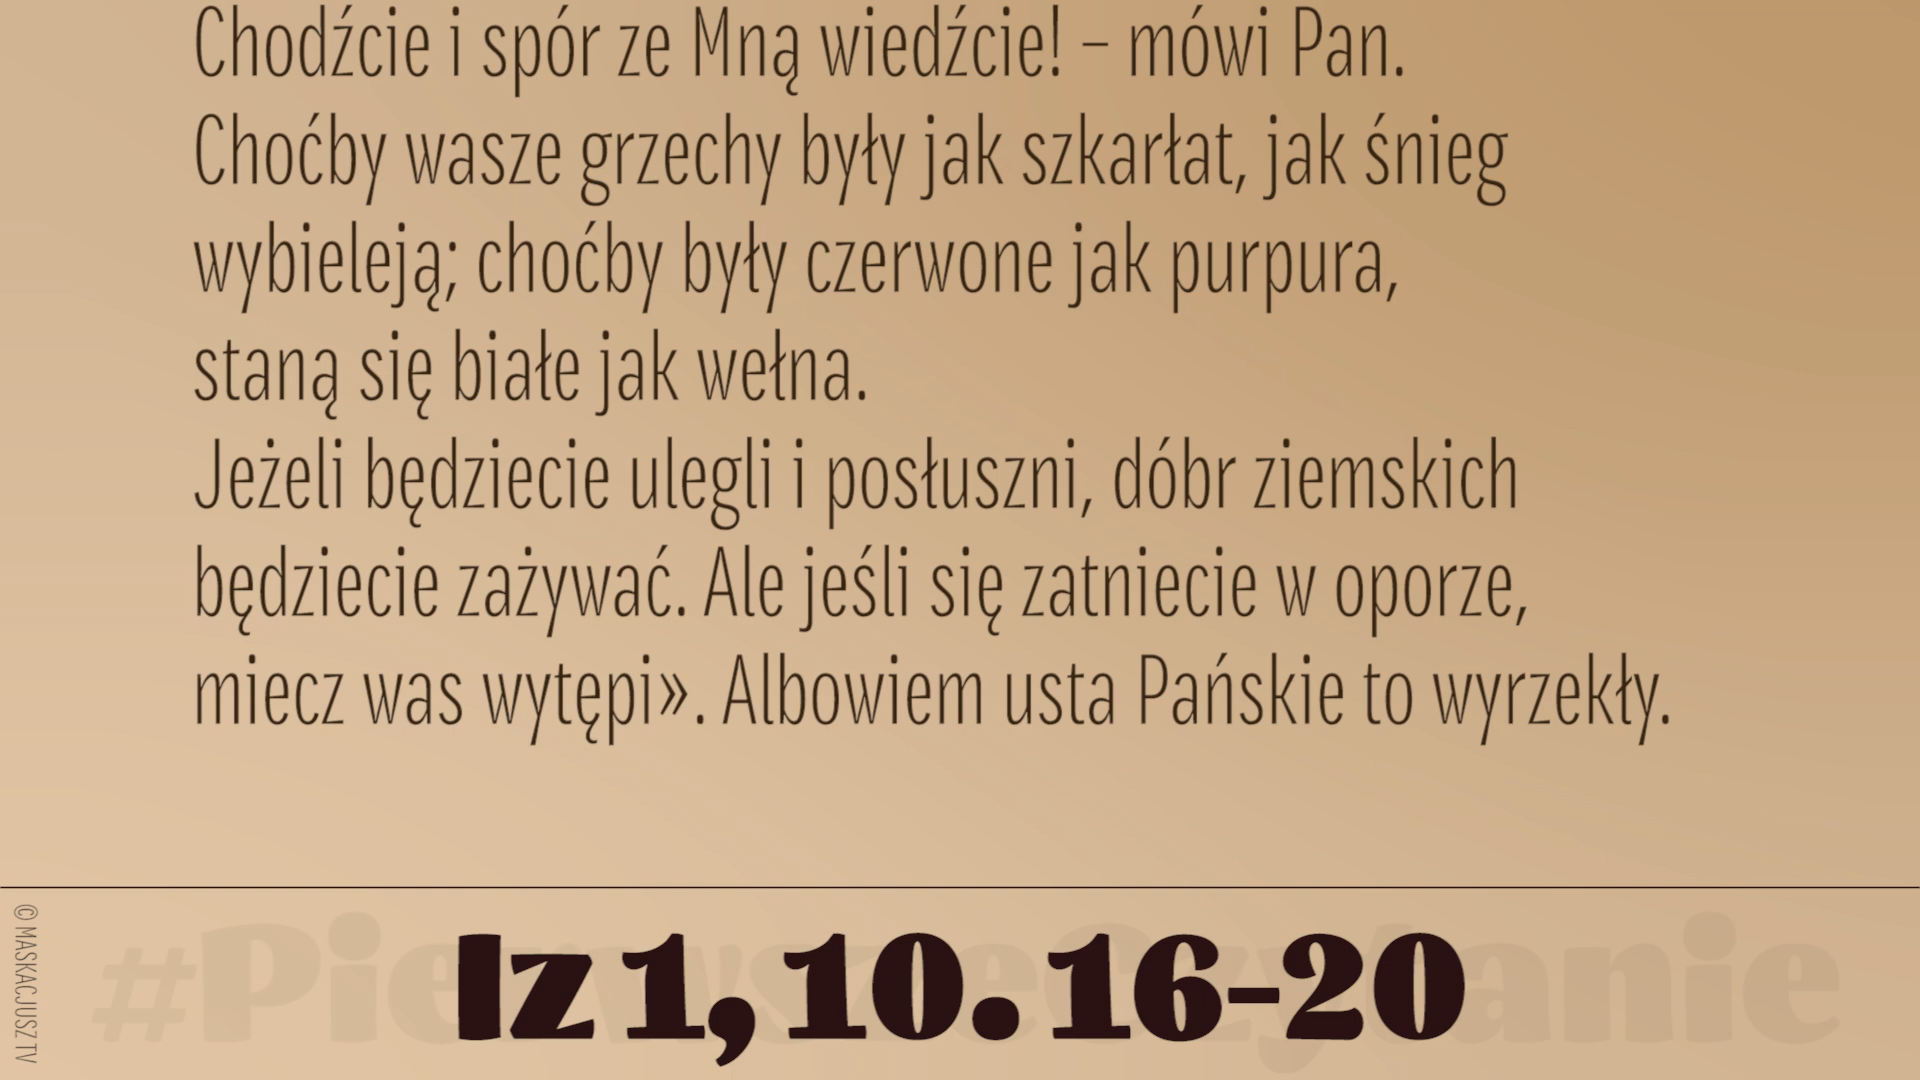 Chodźcie i spór ze Mną wiedźcie! – mówi Pan.
Choćby wasze grzechy były jak szkarłat, jak śnieg
wybieleją; choćby były czerwone jak purpura,
staną się białe jak wełna.
Jeżeli będziecie ulegli i posłuszni, dóbr ziemskich
będziecie zażywać. Ale jeśli się zatniecie w oporze,
miecz was wytępi». Albowiem usta Pańskie to wyrzekły.
#PierwszeCzytanie
Iz 1, 10. 16-20
© MASKACJUSZ TV